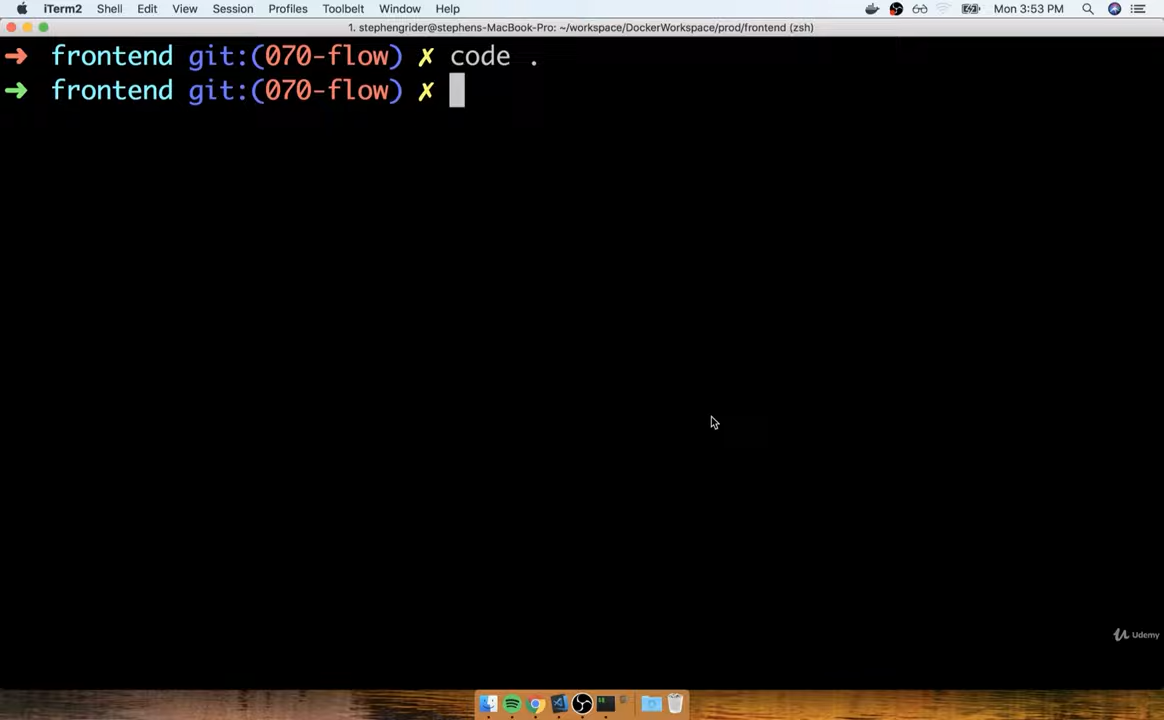 iTerm2 Shell Edit View Session Profiles Toolbelt Window Help Mon 3:53 PM
1. stephengrider@stephens-MacBook-Pro: ~/workspace/DockerWorkspace/prod/frontend (zsh)
➜ frontend git:(070-flow) ✗ code .
➜ frontend git:(070-flow) ✗
Udemy